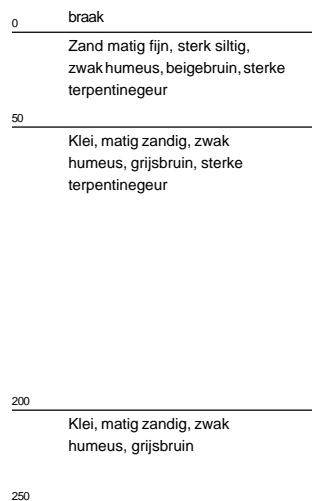 0
braak
Zand matig fijn, sterk siltig,
zwak humeus, beigebruin, sterke
terpentinegeur
50
Klei, matig zandig, zwak
humeus, grijsbruin, sterke
terpentinegeur
200
Klei, matig zandig, zwak
humeus, grijsbruin
250